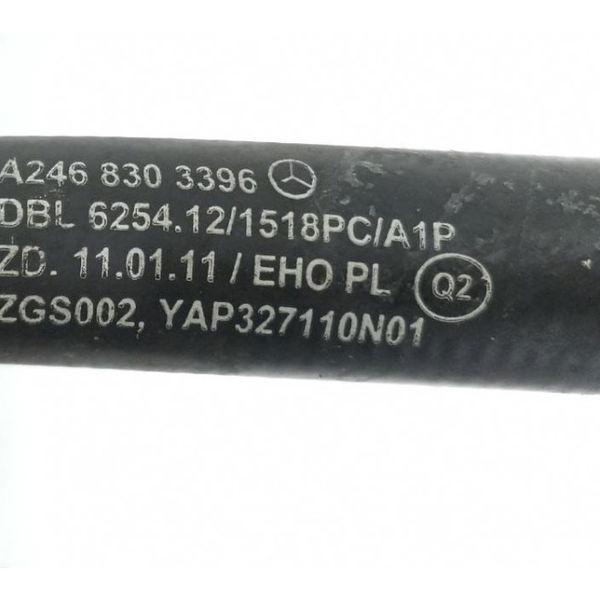 A246 830 3396
DBL 6254.12/1518PC/A1P
ZD. 11.01.11 / EHO PL Q2
ZGS002, YAP327110N01